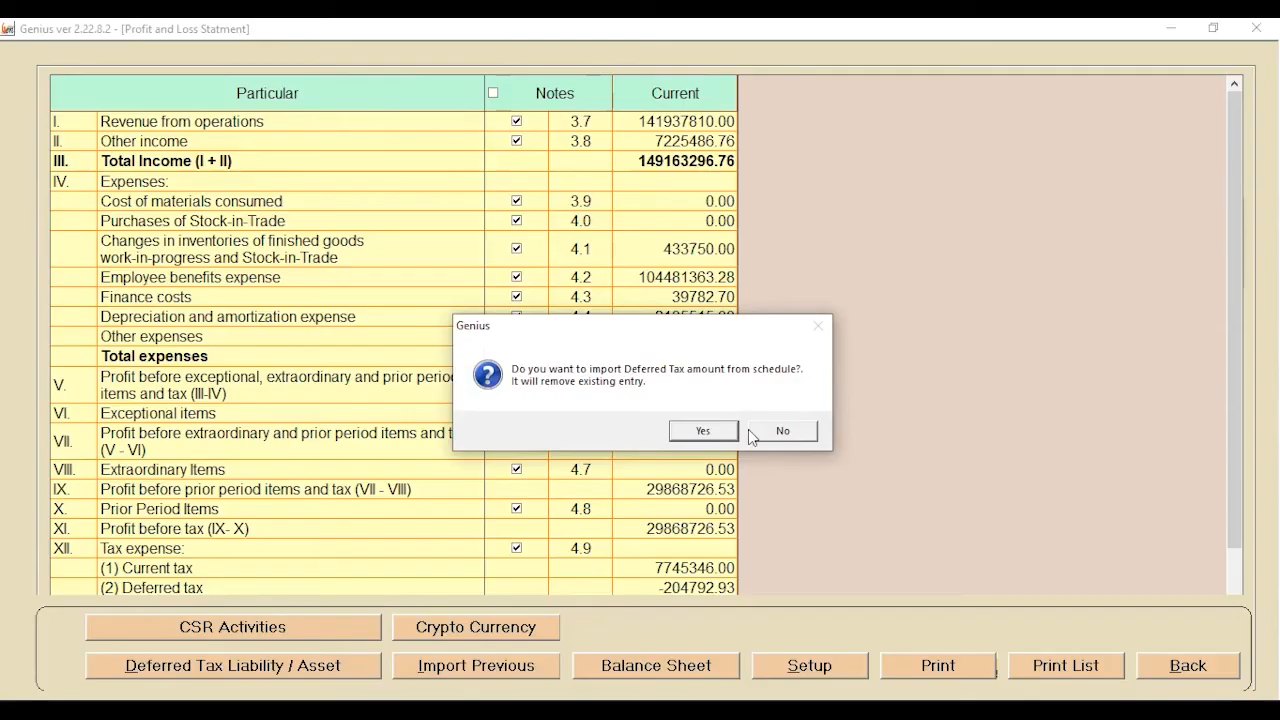 Genius ver 2.22.8.2 - [Profit and Loss Statment]
Particular Notes Current
I. Revenue from operations 3.7 141937810.00
II. Other income 3.8 7225486.76
III. Total Income (I + II) 149163296.76
IV. Expenses:
Cost of materials consumed 3.9 0.00
Purchases of Stock-in-Trade 4.0 0.00
Changes in inventories of finished goods
work-in-progress and Stock-in-Trade 4.1 433750.00
Employee benefits expense 4.2 104481363.28
Finance costs 4.3 39782.70
Depreciation and amortization expense
Other expenses
Total expenses
V. Profit before exceptional, extraordinary and prior period
items and tax (III-IV)
VI. Exceptional items
VII. Profit before extraordinary and prior period items and
(V - VI)
VIII. Extraordinary Items 4.7 0.00
IX. Profit before prior period items and tax (VII - VIII) 29868726.53
X. Prior Period Items 4.8 0.00
XI. Profit before tax (IX- X) 29868726.53
XII. Tax expense: 4.9
(1) Current tax 7745346.00
(2) Deferred tax -204792.93
Genius
Do you want to import Deferred Tax amount from schedule?.
It will remove existing entry.
Yes No
CSR Activities Crypto Currency
Deferred Tax Liability / Asset Import Previous Balance Sheet Setup Print Print List Back